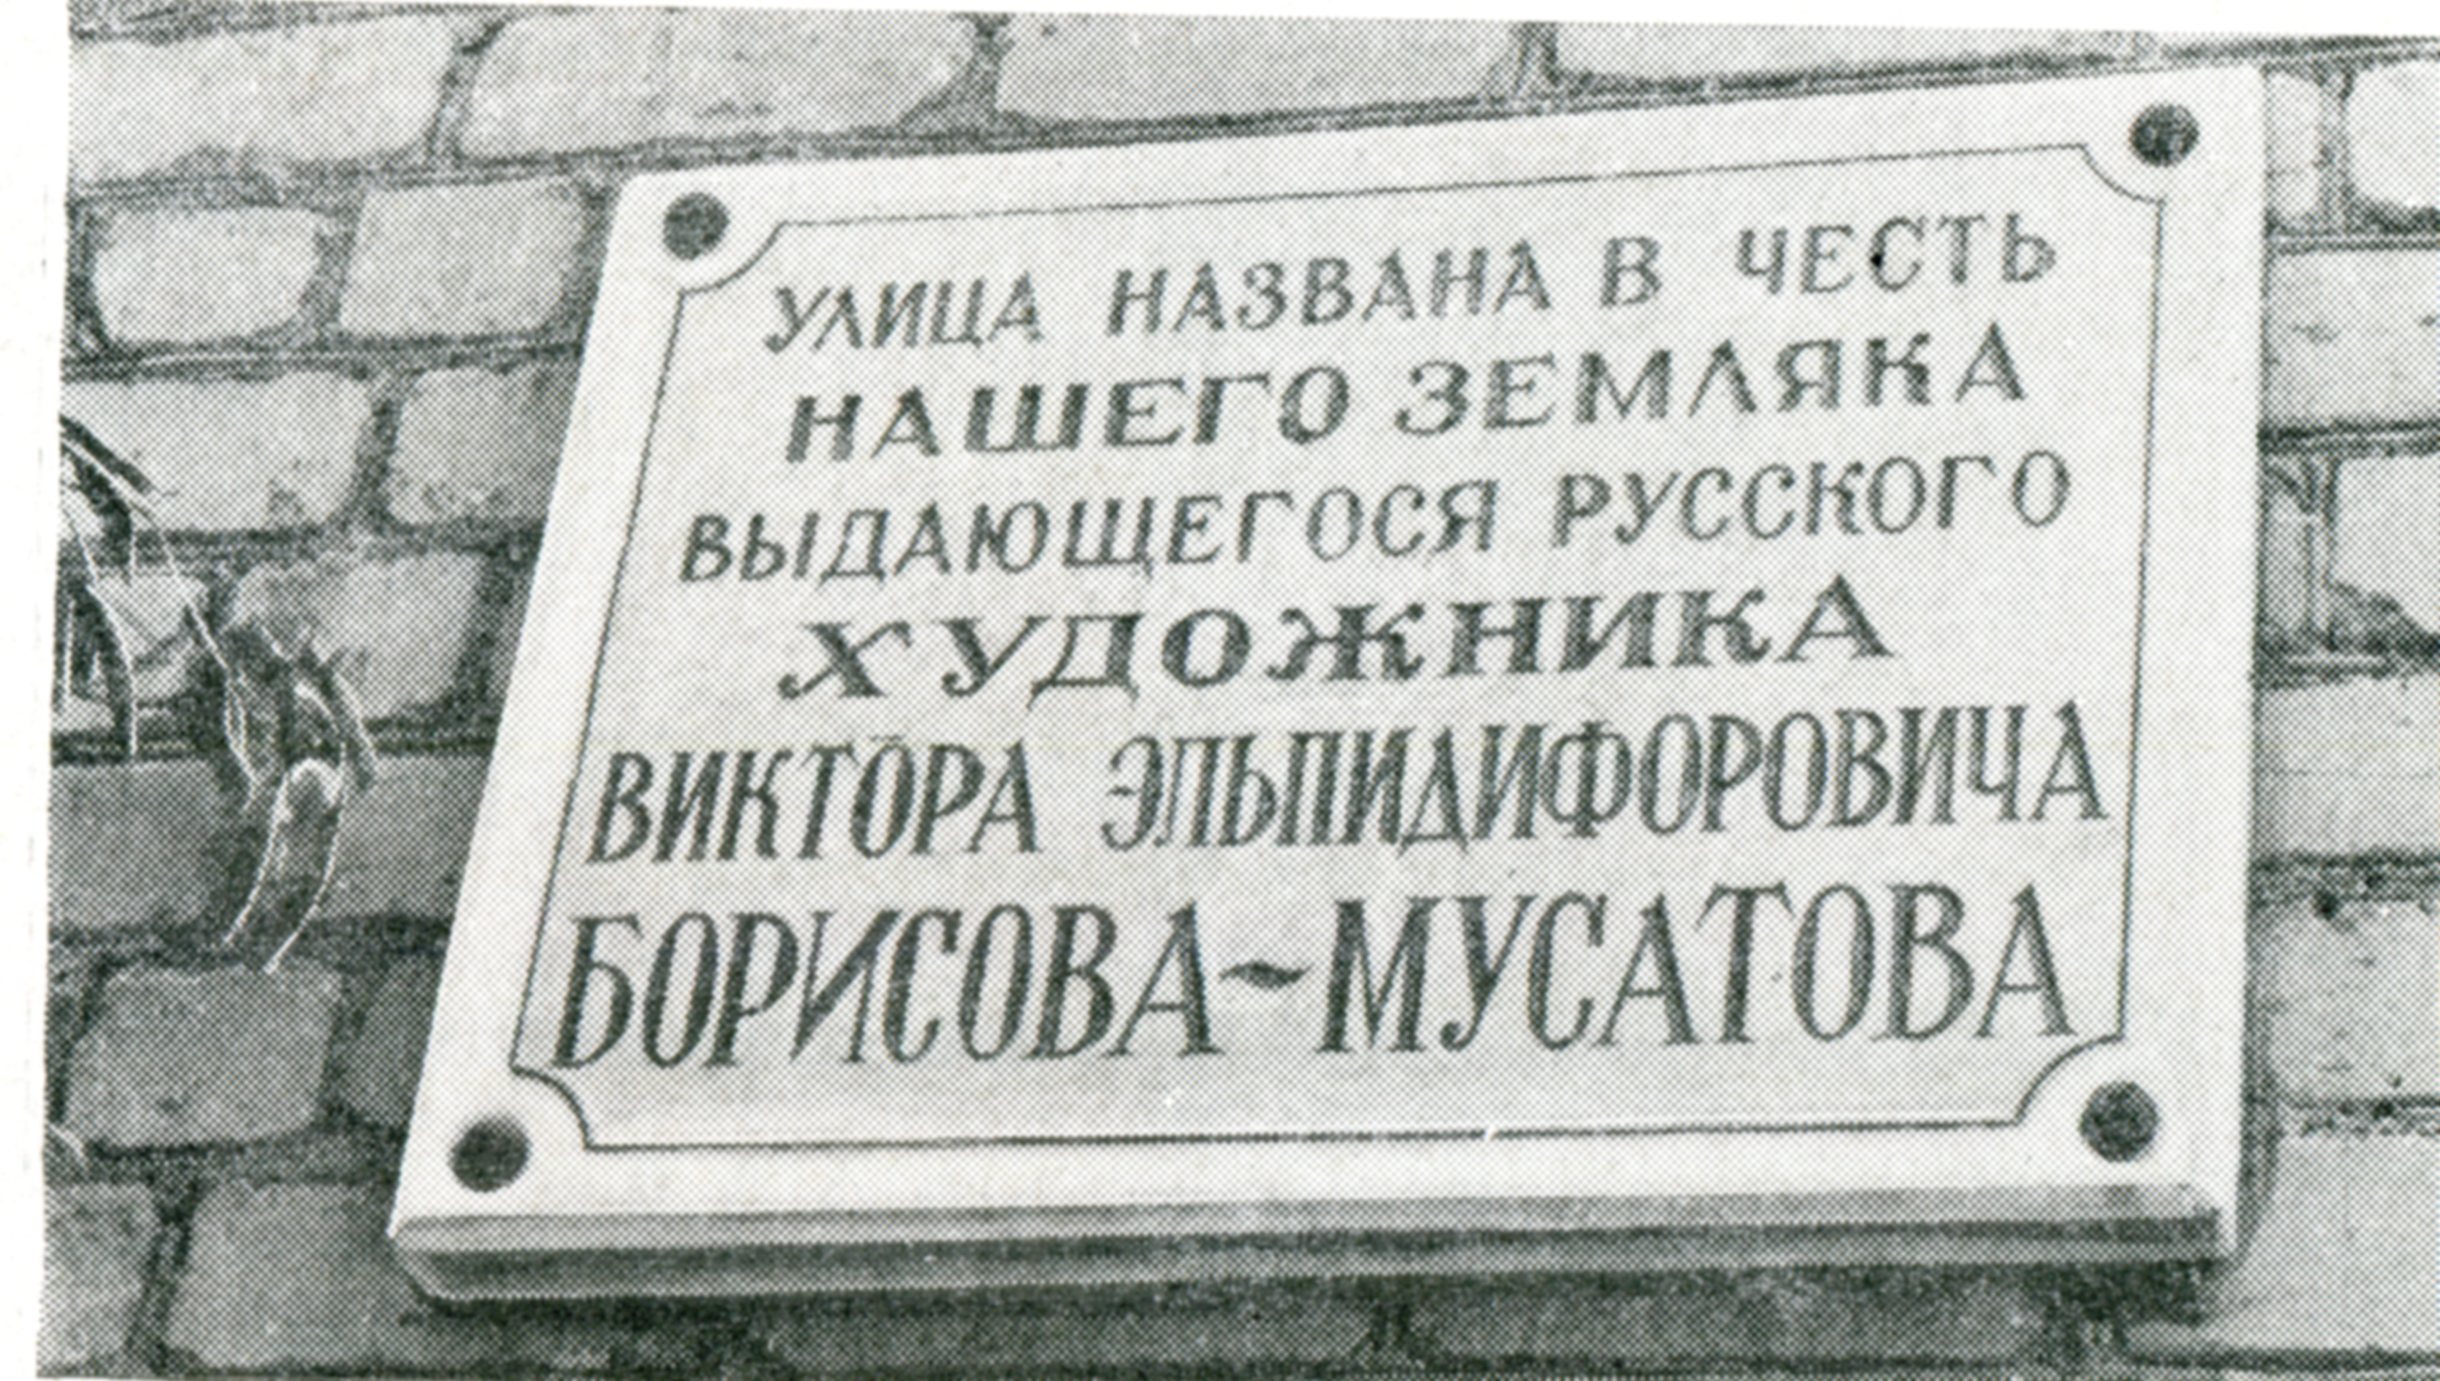 УЛИЦА НАЗВАНА В ЧЕСТЬ
НАШЕГО ЗЕМЛЯКА
ВЫДАЮЩЕГОСЯ РУССКОГО
ХУДОЖНИКА
ВИКТОРА ЭЛЬПИДИФОРОВИЧА
БОРИСОВА~МУСАТОВА